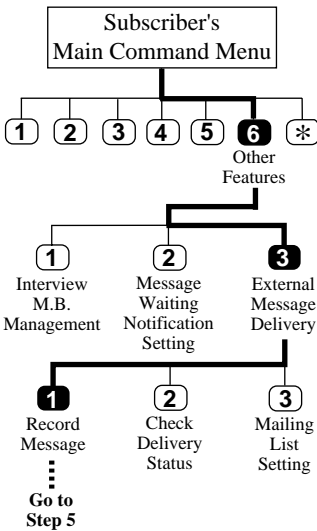 Subscriber's
Main Command Menu
1 2 3 4 5 6 *
Other
Features
1 2 3
Interview
M.B.
Management
Message
Waiting
Notification
Setting
External
Message
Delivery
1 2 3
Record
Message
Check
Delivery
Status
Mailing
List
Setting
Go to
Step 5